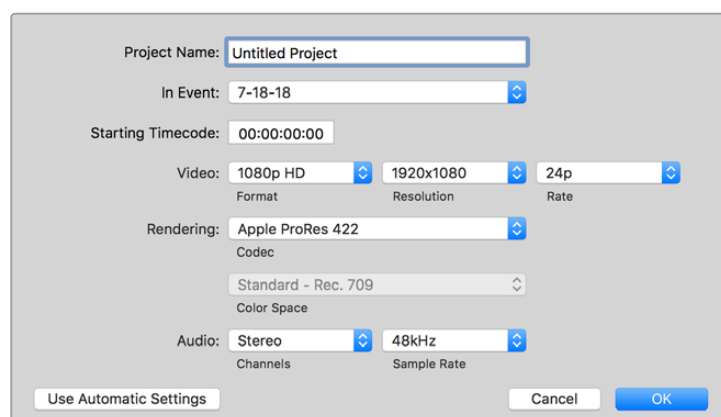 Project Name: Untitled Project
In Event: 7-18-18
Starting Timecode: 00:00:00:00
Video: 1080p HD 1920x1080 24p
Format Resolution Rate
Rendering: Apple ProRes 422
Codec
Standard - Rec. 709
Color Space
Audio: Stereo 48kHz
Channels Sample Rate
Use Automatic Settings Cancel OK